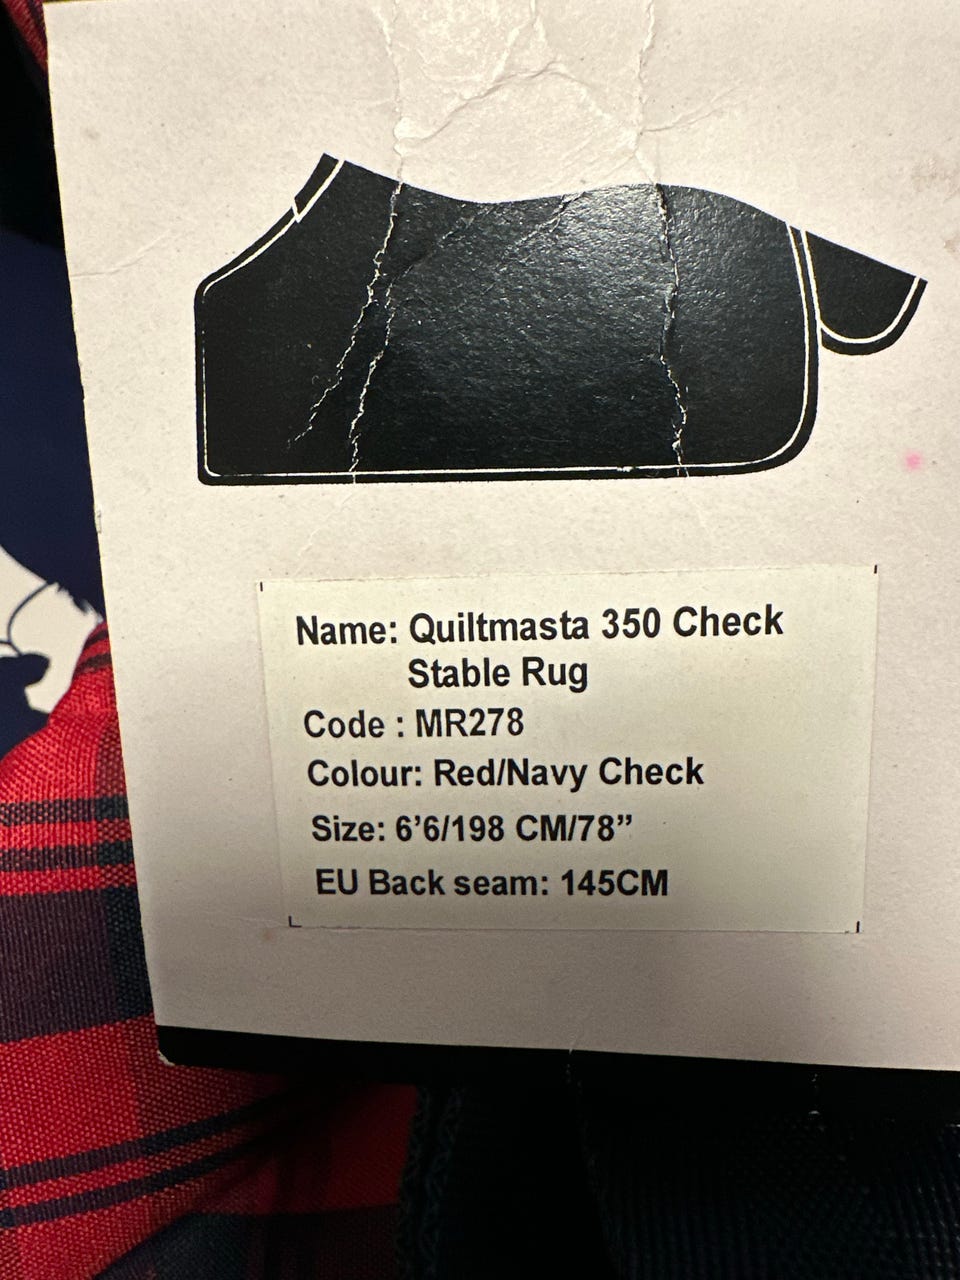 Name: Quiltmasta 350 Check
Stable Rug
Code : MR278
Colour: Red/Navy Check
Size: 6’6/198 CM/78”
EU Back seam: 145CM